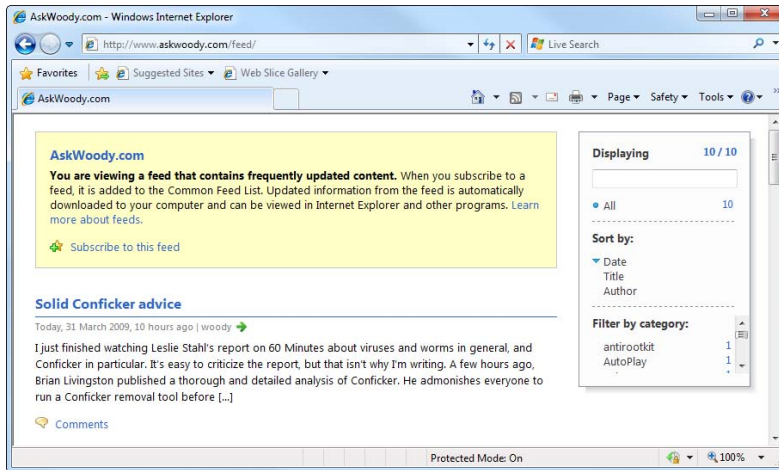 AskWoody.com - Windows Internet Explorer
http://www.askwoody.com/feed/
Live Search
Favorites
Suggested Sites
Web Slice Gallery
AskWoody.com
Page
Safety
Tools
AskWoody.com
You are viewing a feed that contains frequently updated content. When you subscribe to a
feed, it is added to the Common Feed List. Updated information from the feed is automatically
downloaded to your computer and can be viewed in Internet Explorer and other programs. Learn
more about feeds.
Subscribe to this feed
Solid Conficker advice
Today, 31 March 2009, 10 hours ago | woody
I just finished watching Leslie Stahl's report on 60 Minutes about viruses and worms in general, and
Conficker in particular. It's easy to criticize the report, but that isn't why I'm writing. A few hours ago,
Brian Livingston published a thorough and detailed analysis of Conficker. He admonishes everyone to
run a Conficker removal tool before [...]
Comments
Displaying 10 / 10
All 10
Sort by:
Date
Title
Author
Filter by category:
antirootkit 1
AutoPlay 1
Protected Mode: On
100%